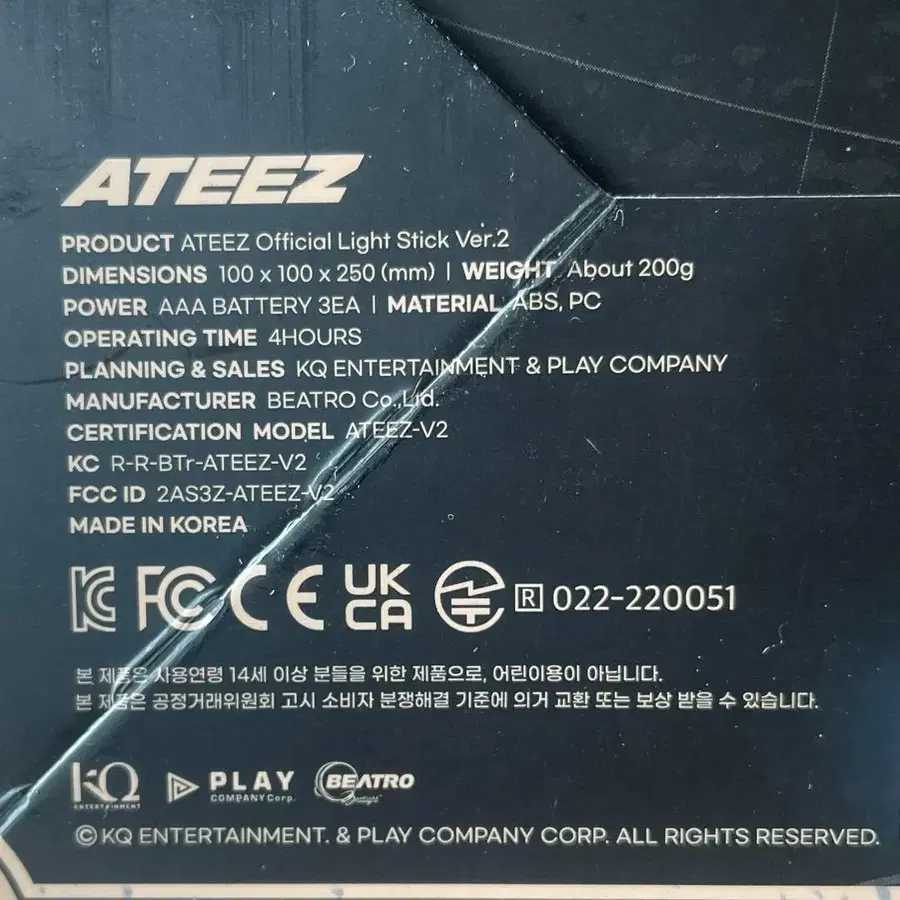 ATEEZ
PRODUCT ATEEZ Official Light Stick Ver.2
DIMENSIONS 100 x 100 x 250 (mm) | WEIGHT About 200g
POWER AAA BATTERY 3EA | MATERIAL ABS, PC
OPERATING TIME 4HOURS
PLANNING & SALES KQ ENTERTAINMENT & PLAY COMPANY
MANUFACTURER BEATRO Co.,Ltd.
CERTIFICATION MODEL ATEEZ-V2
KC R-R-BTr-ATEEZ-V2
FCC ID 2AS3Z-ATEEZ-V2
MADE IN KOREA
KC FC CE UK CA R 022-220051
본 제품은 사용연령 14세 이상 분들을 위한 제품으로, 어린이용이 아닙니다.
본 제품은 공정거래위원회 고시 소비자 분쟁해결 기준에 의거 교환 또는 보상 받을 수 있습니다.
KQ ENTERTAINMENT PLAY COMPANY Corp. BEATRO
©KQ ENTERTAINMENT. & PLAY COMPANY CORP. ALL RIGHTS RESERVED.